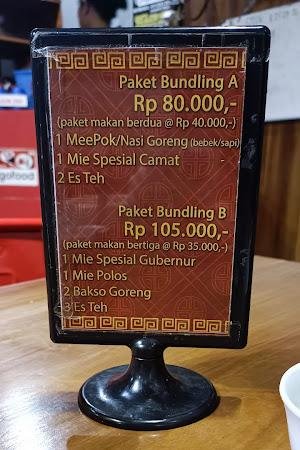 Paket Bundling A
Rp 80.000,-
(paket makan berdua @ Rp 40.000,-)
1 MeePok/Nasi Goreng (bebek/sapi)
1 Mie Spesial Camat -
2 Es Teh
Paket Bundling B
Rp 105.000,-
(paket makan bertiga @ Rp 35.000,-)
1 Mie Spesial Gubernur
1 Mie Polos
2 Bakso Goreng
3 Es Teh
gofood